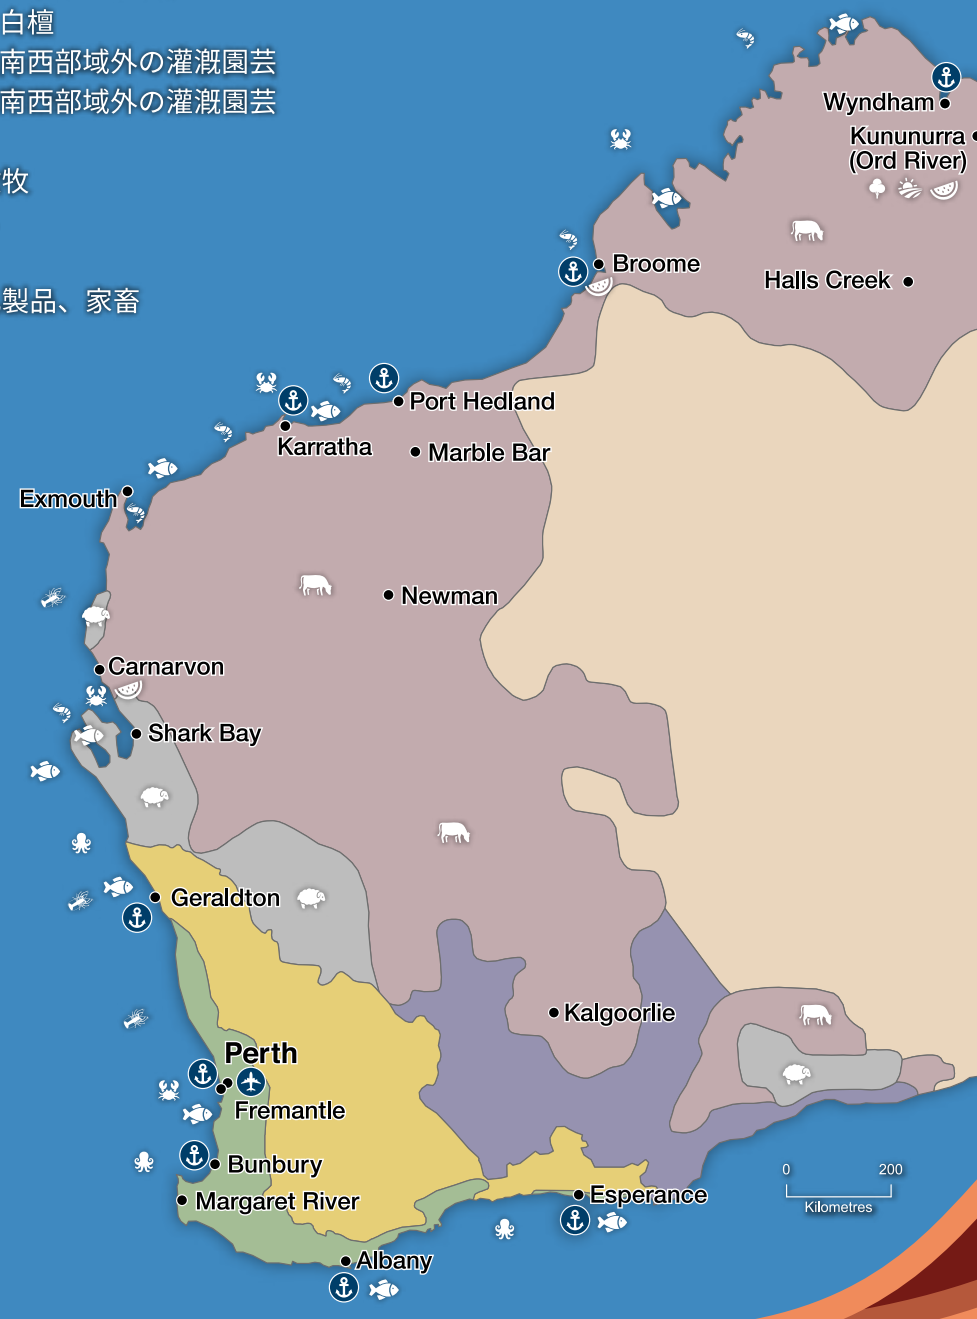 白檀
南西部域外の灌漑園芸
南西部域外の灌漑園芸
牧
製品、家畜
Wyndham
Kununurra
(Ord River)
Broome
Halls Creek
Port Hedland
Karratha
Marble Bar
Exmouth
Newman
Carnarvon
Shark Bay
Geraldton
Kalgoorlie
Perth
Fremantle
Bunbury
Margaret River
Esperance
Albany
0 200
Kilometres